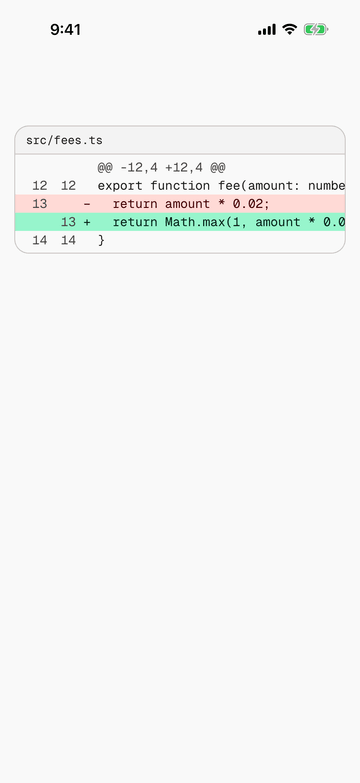 9:41
src/fees.ts
@@ -12,4 +12,4 @@
12 12 export function fee(amount: numbe
13 - return amount * 0.02;
13 + return Math.max(1, amount * 0.0
14 14 }